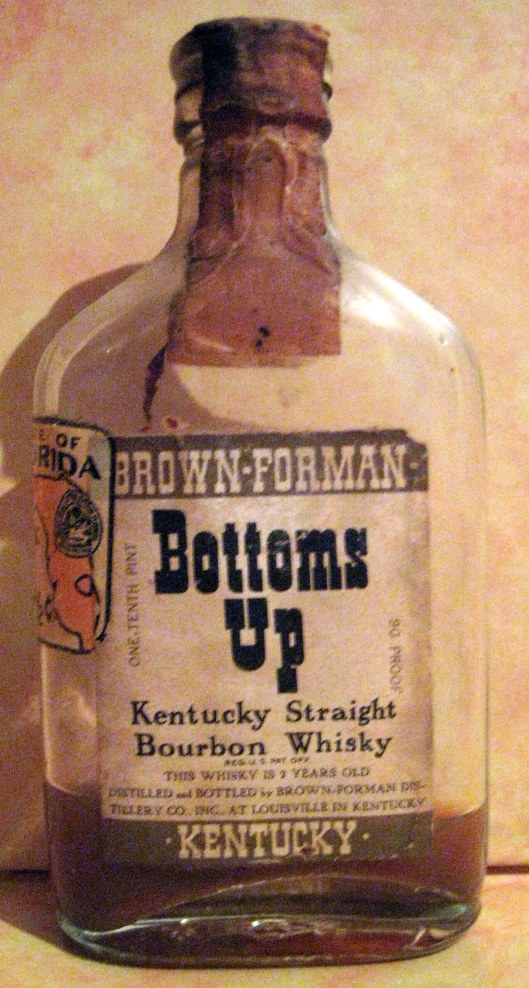 E OF
RIDA
BROWN-FORMAN
Bottoms
Up
ONE-TENTH PINT
90 PROOF
Kentucky Straight
Bourbon Whisky
REG. U. S. PAT. OFF.
THIS WHISKY IS 2 YEARS OLD
DISTILLED and BOTTLED by BROWN-FORMAN DIS-
TILLERY CO., INC., AT LOUISVILLE IN KENTUCKY
·KENTUCKY·